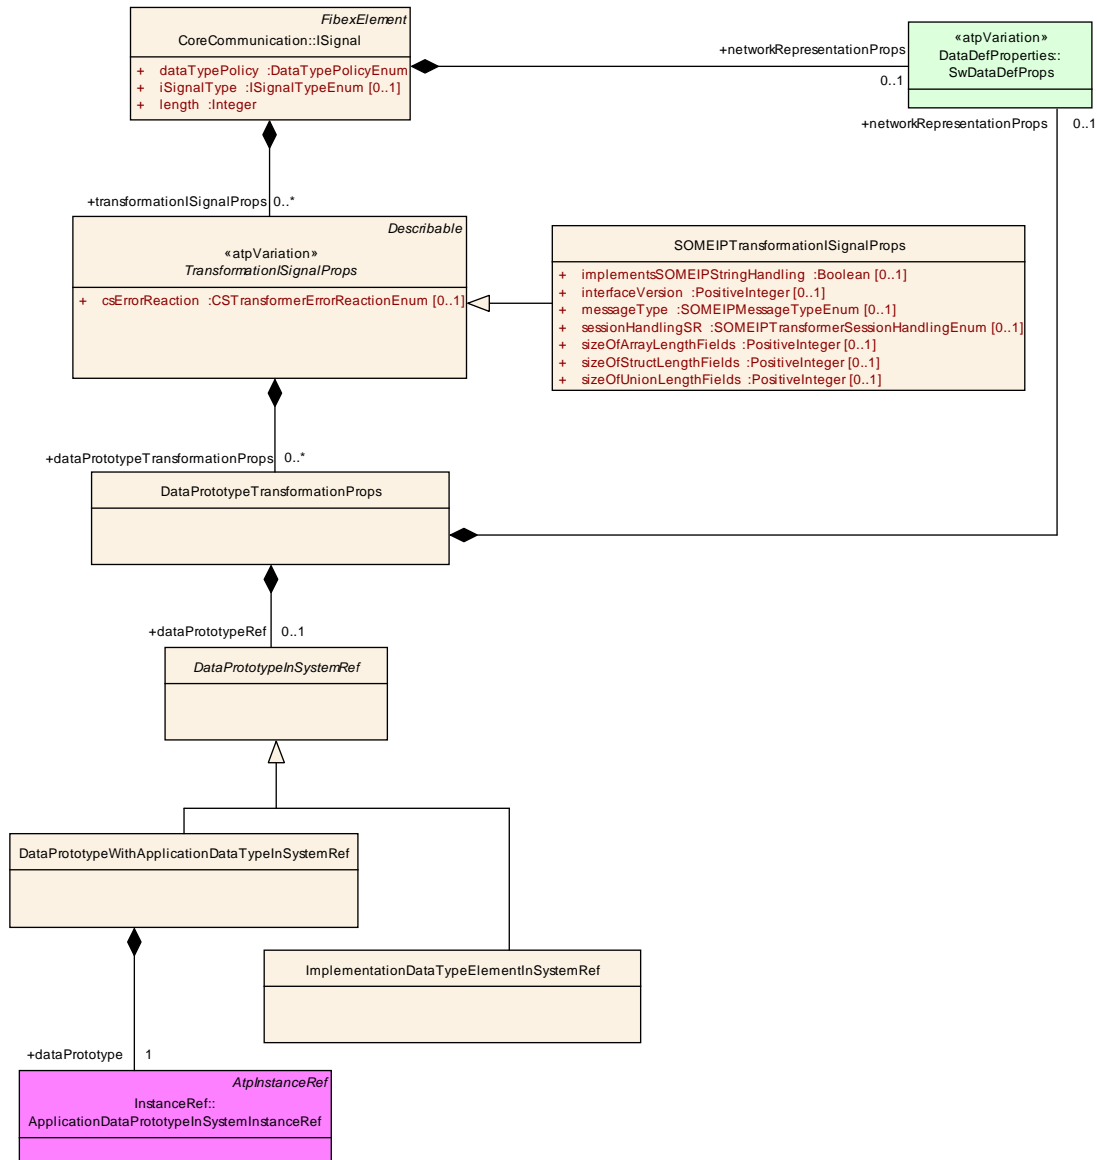 FibexElement
CoreCommunication::ISignal
+ dataTypePolicy :DataTypePolicyEnum
+ iSignalType :ISignalTypeEnum [0..1]
+ length :Integer
+networkRepresentationProps
0..1
«atpVariation»
DataDefProperties::
SwDataDefProps
+networkRepresentationProps 0..1
+transformationISignalProps 0..*
Describable
«atpVariation»
TransformationISignalProps
+ csErrorReaction :CSTransformerErrorReactionEnum [0..1]
SOMEIPTransformationISignalProps
+ implementsSOMEIPStringHandling :Boolean [0..1]
+ interfaceVersion :PositiveInteger [0..1]
+ messageType :SOMEIPMessageTypeEnum [0..1]
+ sessionHandlingSR :SOMEIPTransformerSessionHandlingEnum [0..1]
+ sizeOfArrayLengthFields :PositiveInteger [0..1]
+ sizeOfStructLengthFields :PositiveInteger [0..1]
+ sizeOfUnionLengthFields :PositiveInteger [0..1]
+dataPrototypeTransformationProps 0..*
DataPrototypeTransformationProps
+dataPrototypeRef 0..1
DataPrototypeInSystemRef
DataPrototypeWithApplicationDataTypeInSystemRef
ImplementationDataTypeElementInSystemRef
+dataPrototype 1
AtpInstanceRef
InstanceRef::
ApplicationDataPrototypeInSystemInstanceRef